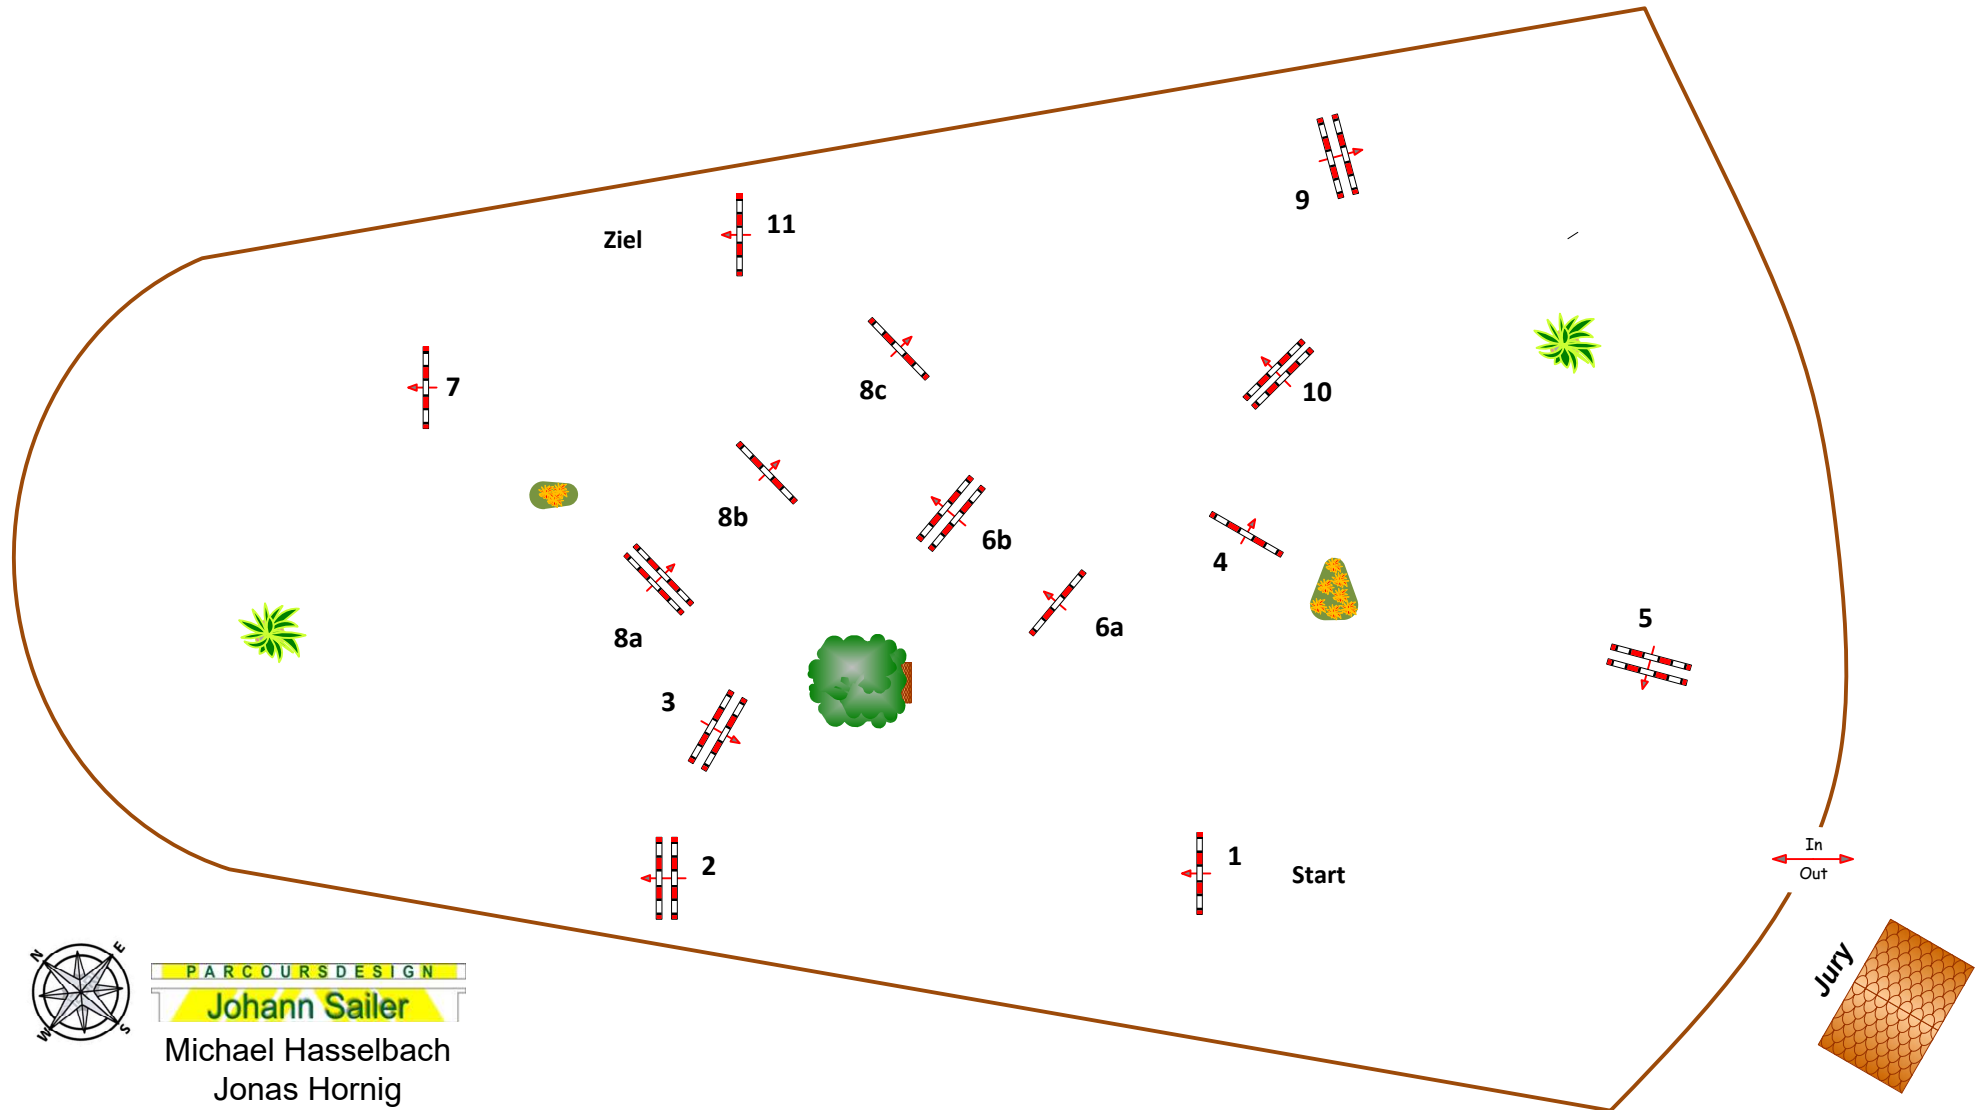 9
11
Ziel
7
8c
10
8b
6b
4
8a
6a
5
3
2
1
Start
In
Out
Jury
N
E
W
S
PARCOURSDESIGN
Johann Sailer
Michael Hasselbach
Jonas Hornig